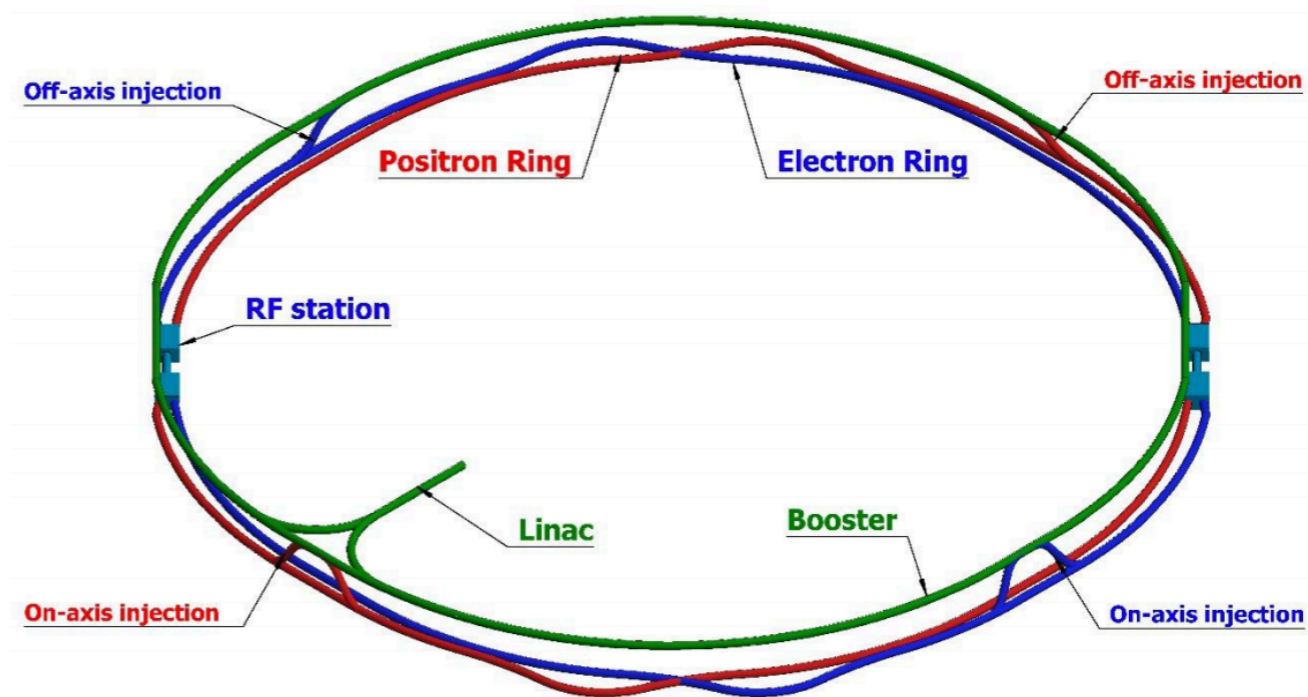 Off-axis injection
Off-axis injection
Positron Ring
Electron Ring
RF station
Linac
Booster
On-axis injection
On-axis injection